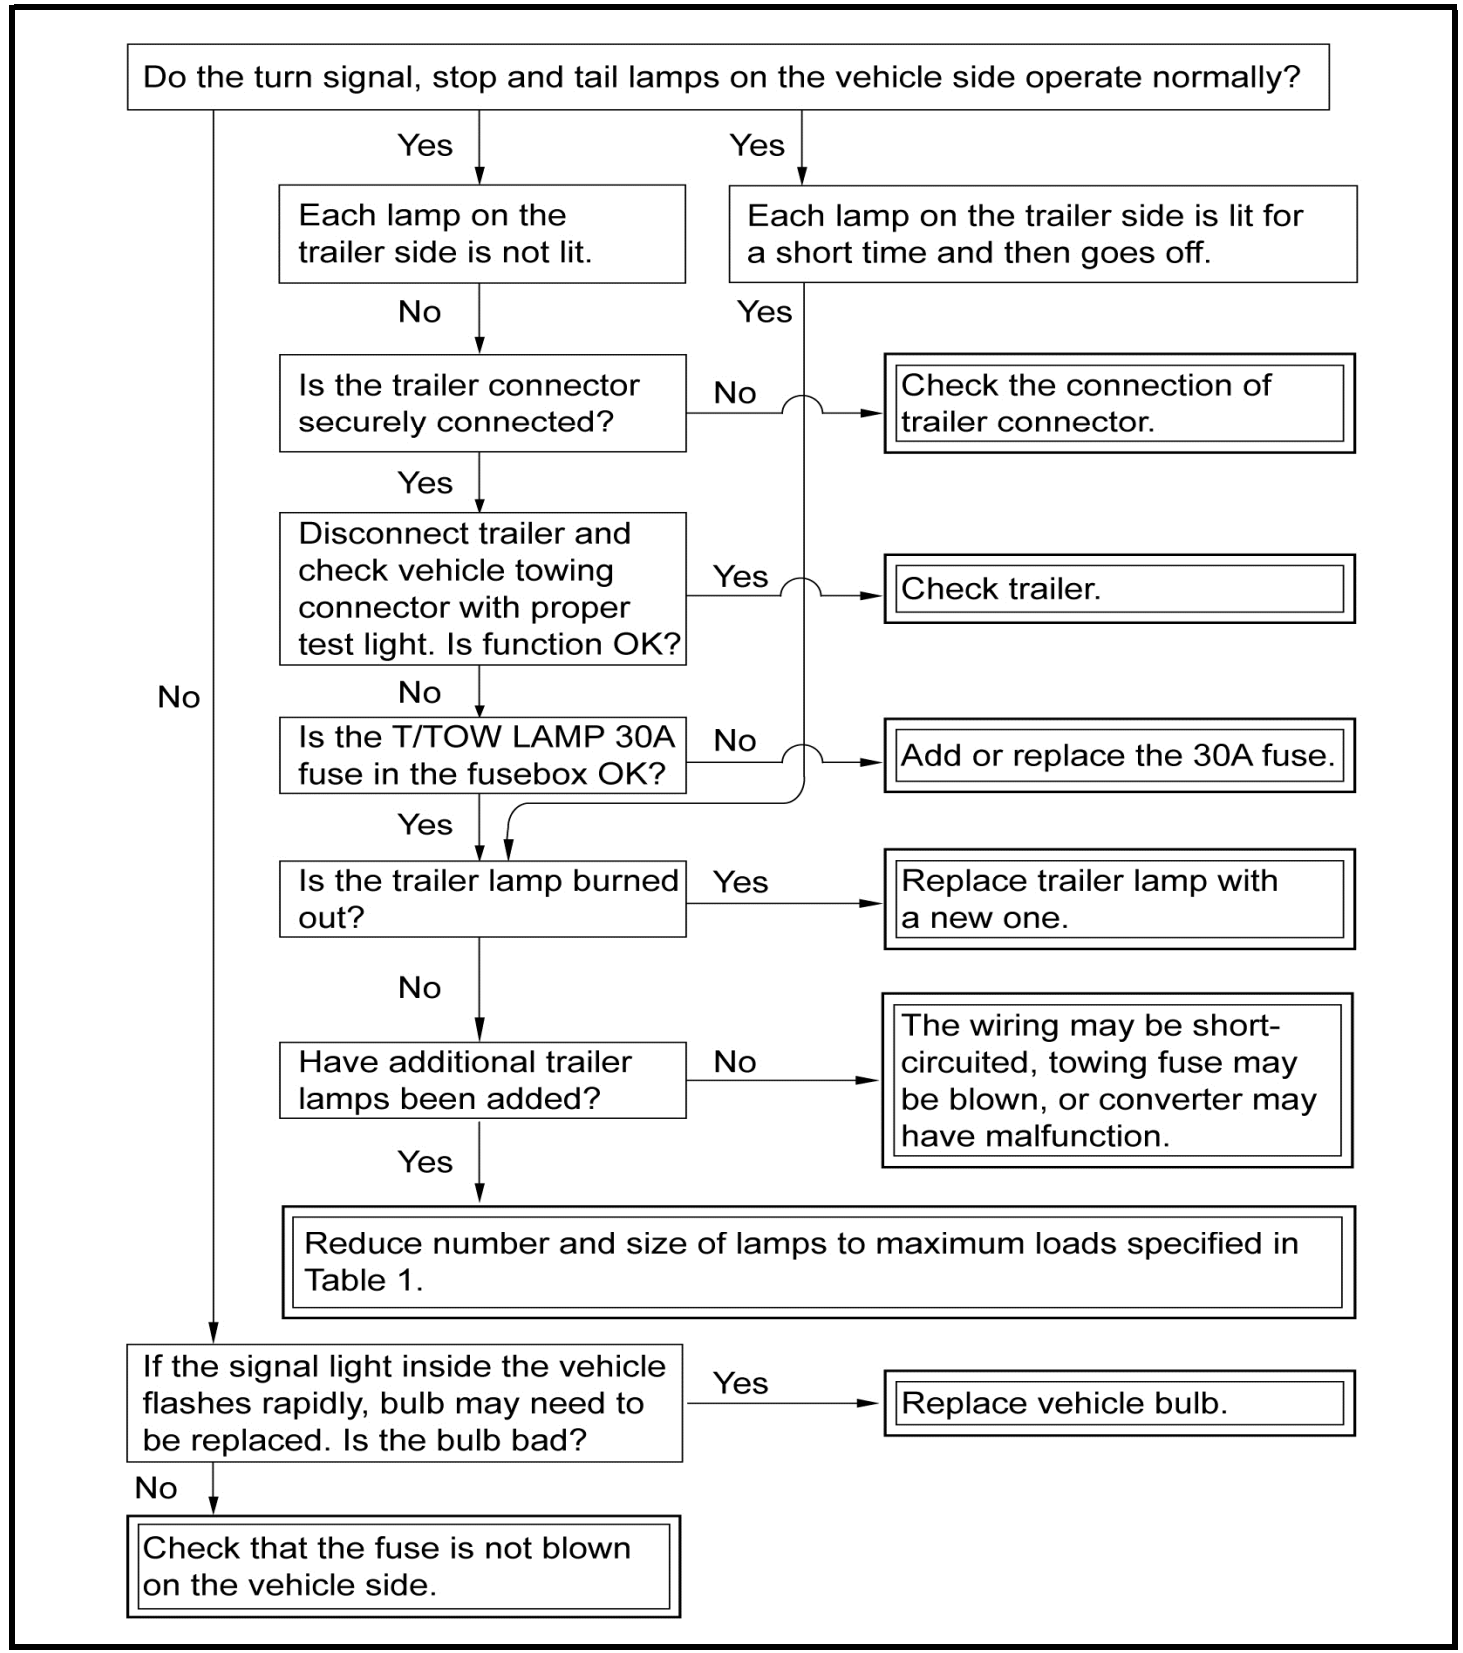 Do the turn signal, stop and tail lamps on the vehicle side operate normally?
Yes
Yes
Each lamp on the
trailer side is not lit.
Each lamp on the trailer side is lit for
a short time and then goes off.
No
Yes
Is the trailer connector
securely connected?
No
Check the connection of
trailer connector.
Yes
Disconnect trailer and
check vehicle towing
connector with proper
test light. Is function OK?
Yes
Check trailer.
No
No
Is the T/TOW LAMP 30A
fuse in the fusebox OK?
No
Add or replace the 30A fuse.
Yes
Is the trailer lamp burned
out?
Yes
Replace trailer lamp with
a new one.
No
Have additional trailer
lamps been added?
No
The wiring may be short-
circuited, towing fuse may
be blown, or converter may
have malfunction.
Yes
Reduce number and size of lamps to maximum loads specified in
Table 1.
If the signal light inside the vehicle
flashes rapidly, bulb may need to
be replaced. Is the bulb bad?
Yes
Replace vehicle bulb.
No
Check that the fuse is not blown
on the vehicle side.